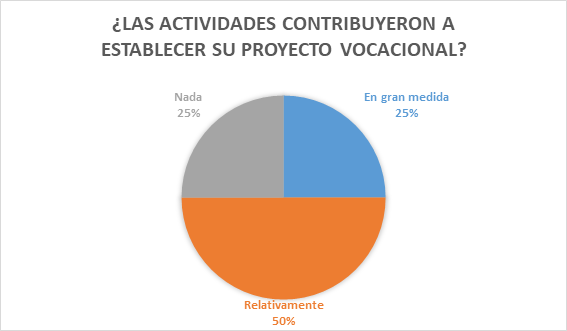 ¿LAS ACTIVIDADES CONTRIBUYERON A
ESTABLECER SU PROYECTO VOCACIONAL?
Nada
25%
En gran medida
25%
Relativamente
50%